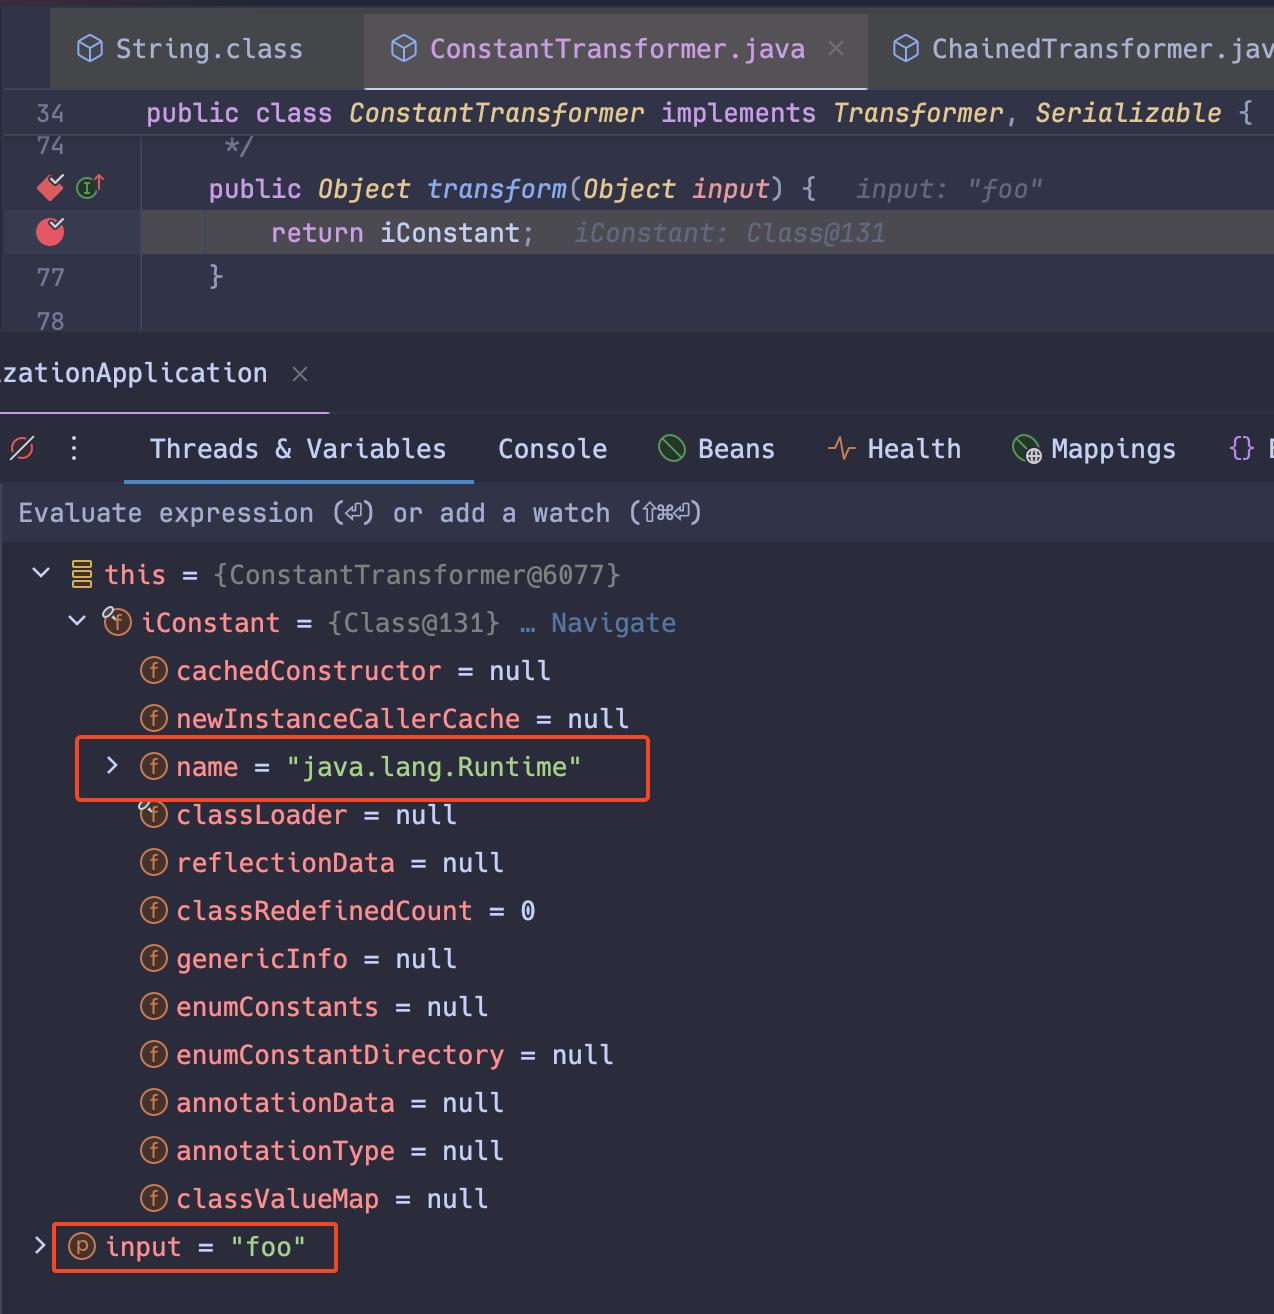 String.class ConstantTransformer.java ChainedTransformer.jav
34 public class ConstantTransformer implements Transformer, Serializable {
74 */
public Object transform(Object input) { input: "foo"
return iConstant; iConstant: Class@131
77 }
78
zationApplication
Threads & Variables Console Beans Health Mappings {}
Evaluate expression (⏎) or add a watch (⇧⌘⏎)
this = {ConstantTransformer@6077}
iConstant = {Class@131} … Navigate
cachedConstructor = null
newInstanceCallerCache = null
name = "java.lang.Runtime"
classLoader = null
reflectionData = null
classRedefinedCount = 0
genericInfo = null
enumConstants = null
enumConstantDirectory = null
annotationData = null
annotationType = null
classValueMap = null
input = "foo"